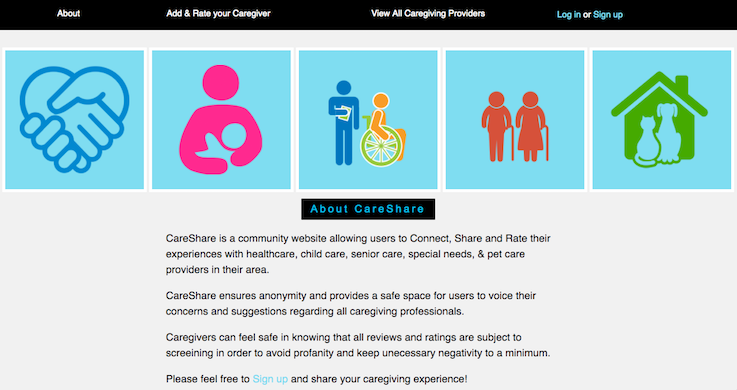 About
Add & Rate your Caregiver
View All Caregiving Providers
Log in or Sign up
About CareShare
CareShare is a community website allowing users to Connect, Share and Rate their
experiences with healthcare, child care, senior care, special needs, & pet care
providers in their area.
CareShare ensures anonymity and provides a safe space for users to voice their
concerns and suggestions regarding all caregiving professionals.
Caregivers can feel safe in knowing that all reviews and ratings are subject to
screining in order to avoid profanity and keep unecessary negativity to a minimum.
Please feel free to Sign up and share your caregiving experience!